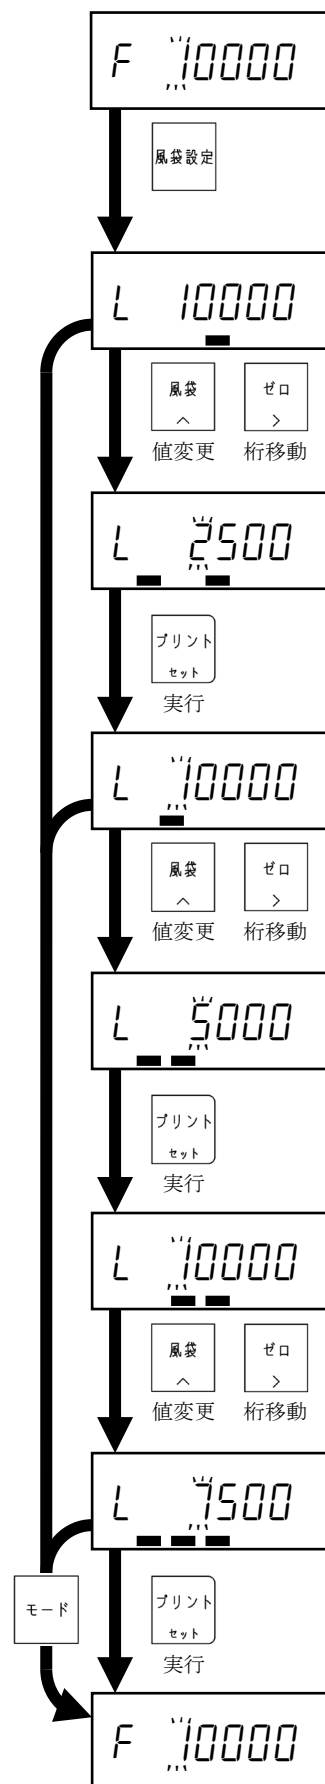 F 10000
風袋設定
L 10000
風袋 ゼロ
^ >
値変更 桁移動
L 2500
プリント
セット
実行
L 10000
風袋 ゼロ
^ >
値変更 桁移動
L 5000
プリント
セット
実行
L 10000
風袋 ゼロ
^ >
値変更 桁移動
L 7500
モード
プリント
セット
実行
F 10000